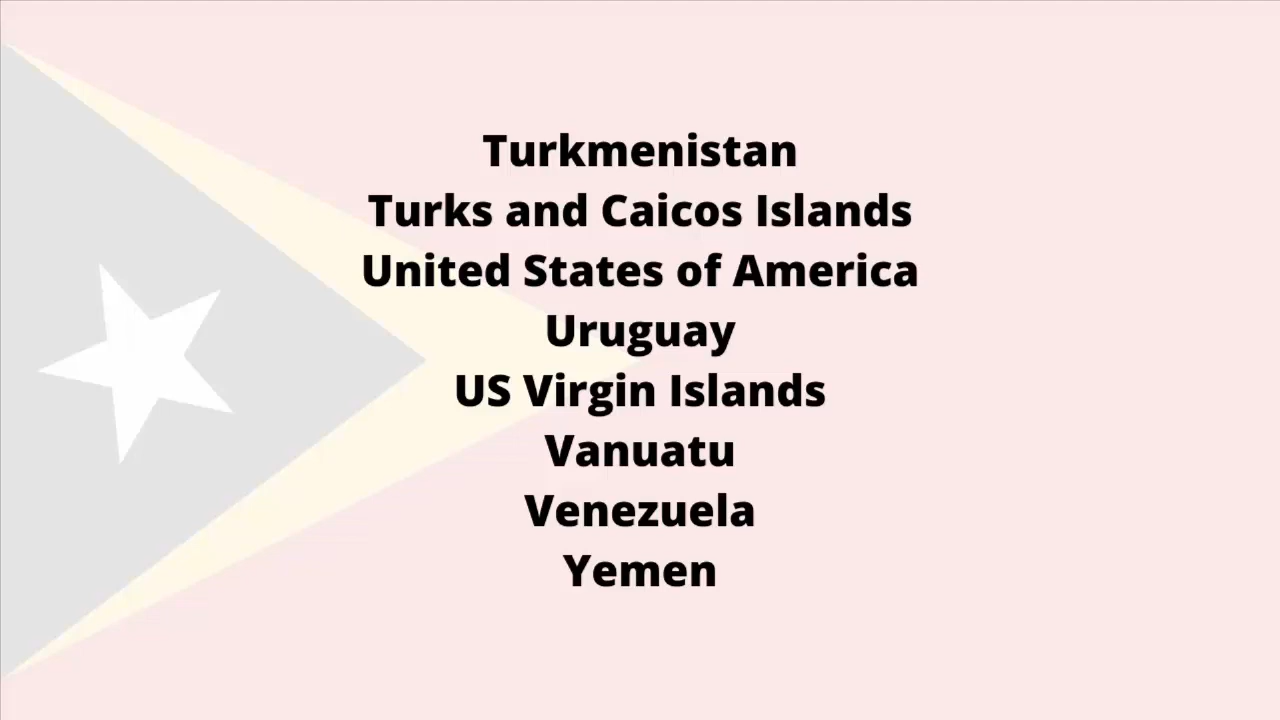 Turkmenistan
Turks and Caicos Islands
United States of America
Uruguay
US Virgin Islands
Vanuatu
Venezuela
Yemen